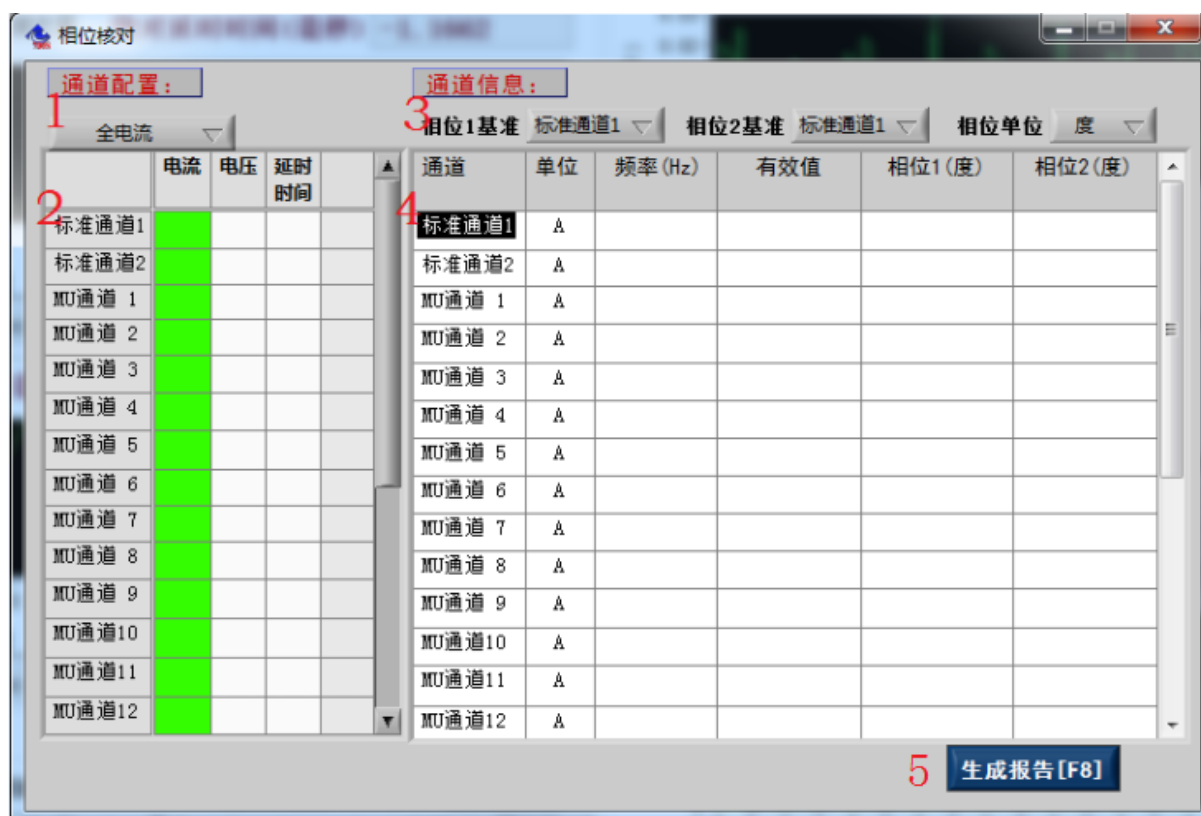 相位核对
通道配置：
通道信息：
1
3
全电流
相位1基准 标准通道1 相位2基准 标准通道1 相位单位 度
电流 电压 延时时间
通道 单位 频率(Hz) 有效值 相位1(度) 相位2(度)
2
4
标准通道1
标准通道2
MU通道 1
MU通道 2
MU通道 3
MU通道 4
MU通道 5
MU通道 6
MU通道 7
MU通道 8
MU通道 9
MU通道10
MU通道11
MU通道12
标准通道1 A
标准通道2 A
MU通道 1 A
MU通道 2 A
MU通道 3 A
MU通道 4 A
MU通道 5 A
MU通道 6 A
MU通道 7 A
MU通道 8 A
MU通道 9 A
MU通道10 A
MU通道11 A
MU通道12 A
5 生成报告[F8]